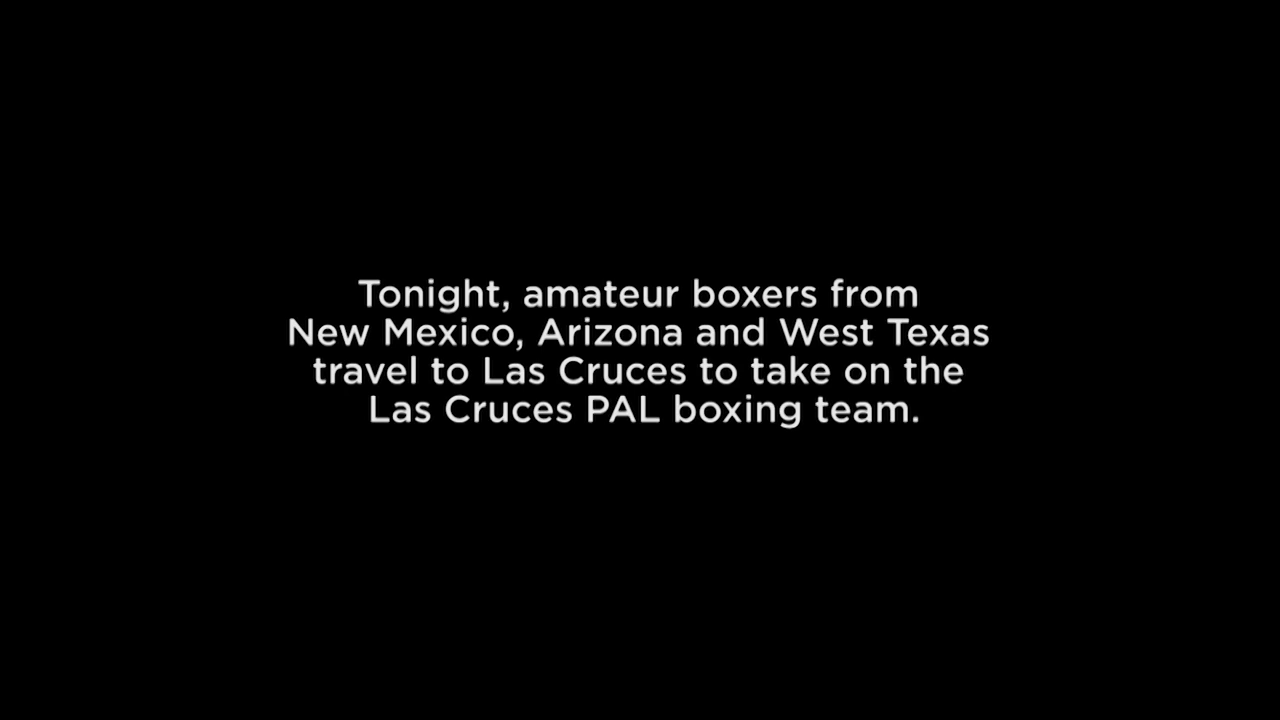 Tonight, amateur boxers from
New Mexico, Arizona and West Texas
travel to Las Cruces to take on the
Las Cruces PAL boxing team.